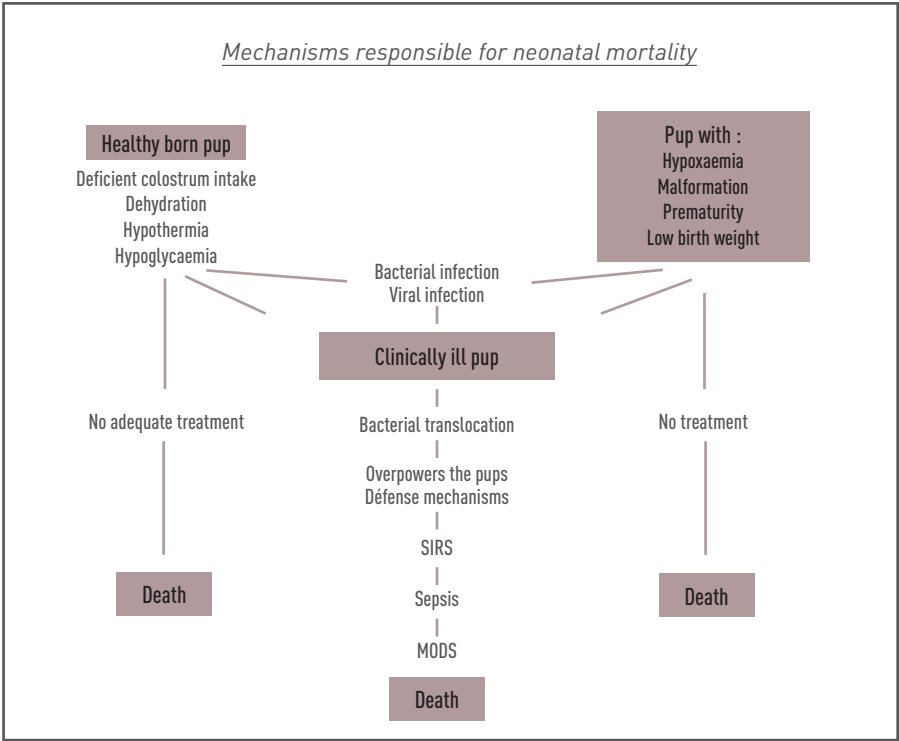 Mechanisms responsible for neonatal mortality
Healthy born pup
Deficient colostrum intake
Dehydration
Hypothermia
Hypoglycaemia
Pup with :
Hypoxaemia
Malformation
Prematurity
Low birth weight
Bacterial infection
Viral infection
Clinically ill pup
No adequate treatment
Bacterial translocation
No treatment
Overpowers the pups
Défense mechanisms
SIRS
Sepsis
MODS
Death
Death
Death